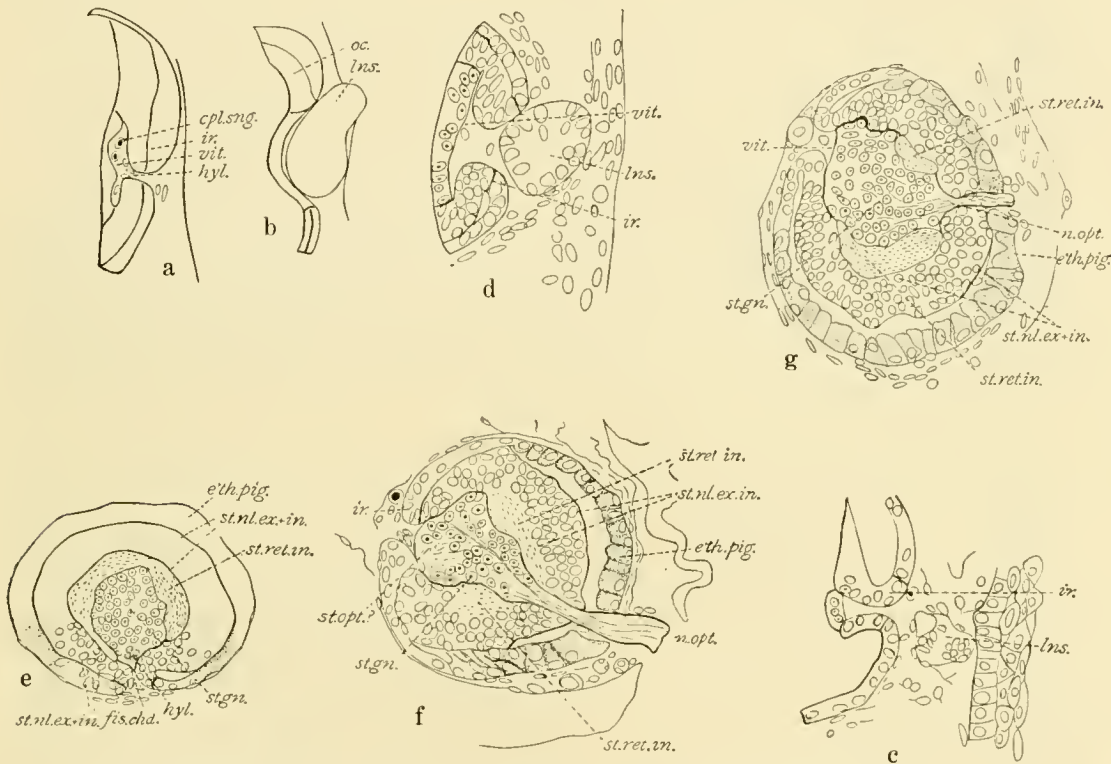 cpl.sng.
ir.
vit.
hyl.
a
oc.
lns.
b
vit.
lns.
ir.
d
st.ret.in.
vit.
n.opt.
e'th.pig.
st.gn.
st.nl.ex+in.
st.ret.in.
g
e'th.pig.
st.nl.ex+in.
st.ret.in.
e
st.gn.
hyl.
st.nl.ex+in. fis.chd.
st.ret in.
st.nl.ex.in.
ir.
e'th.pig.
st.opt.?
st.gn.
n.opt.
f
st.ret.in.
ir.
lns.
c